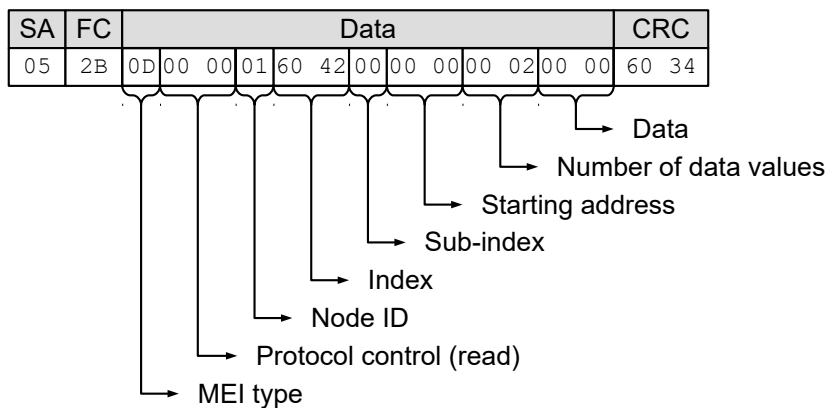 SA FC Data CRC
05 2B 0D 00 00 01 60 42 00 00 00 00 02 00 00 60 34
Data
Number of data values
Starting address
Sub-index
Index
Node ID
Protocol control (read)
MEI type